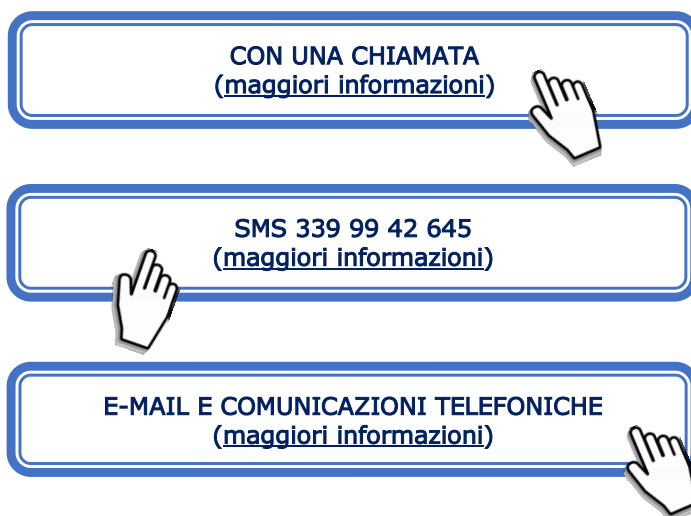 CON UNA CHIAMATA
(maggiori informazioni)
SMS 339 99 42 645
(maggiori informazioni)
E-MAIL E COMUNICAZIONI TELEFONICHE
(maggiori informazioni)